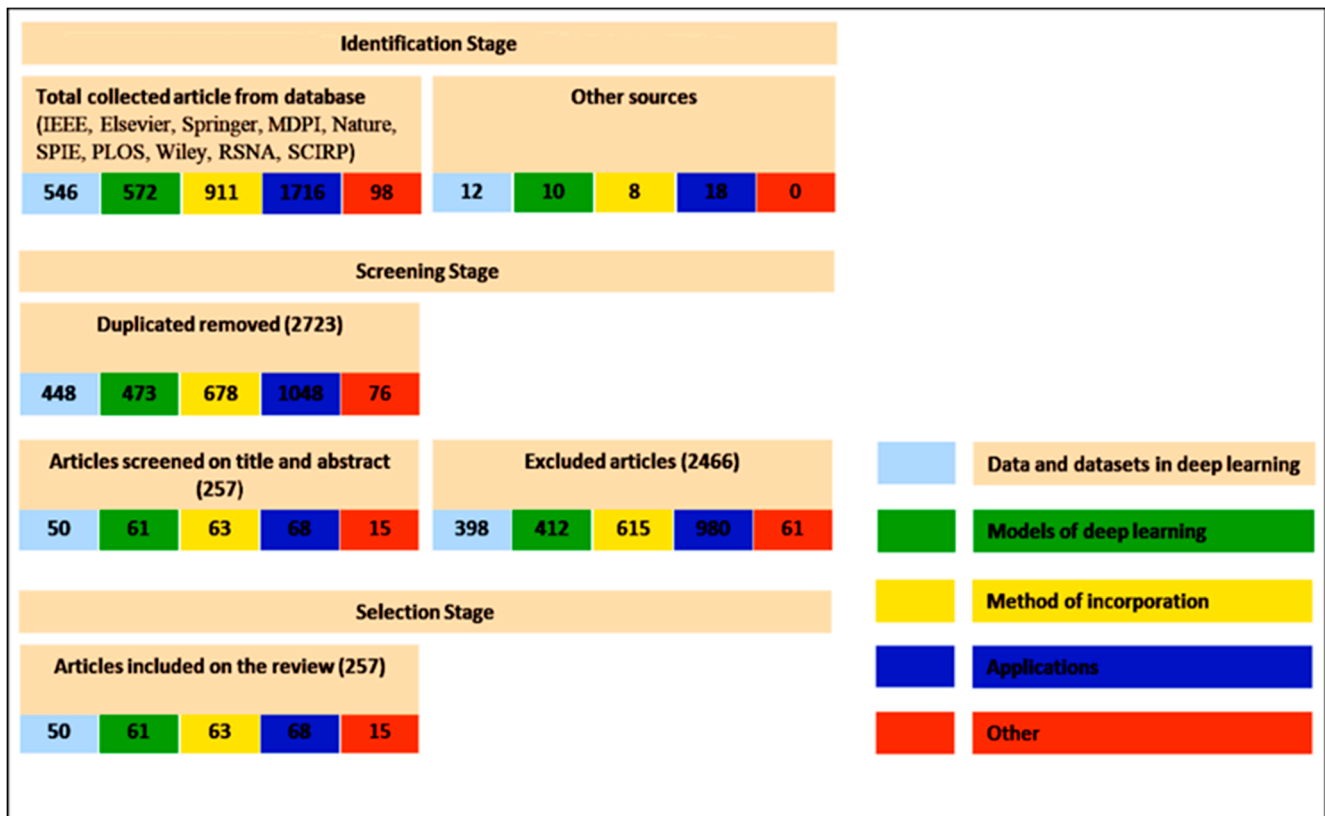 Identification Stage
Total collected article from database
(IEEE, Elsevier, Springer, MDPI, Nature,
SPIE, PLOS, Wiley, RSNA, SCIRP)
546 572 911 1716 98
Other sources
12 10 8 18 0
Screening Stage
Duplicated removed (2723)
448 473 678 1048 76
Articles screened on title and abstract
(257)
50 61 63 68 15
Excluded articles (2466)
398 412 615 980 61
Selection Stage
Articles included on the review (257)
50 61 63 68 15
Data and datasets in deep learning
Models of deep learning
Method of incorporation
Applications
Other